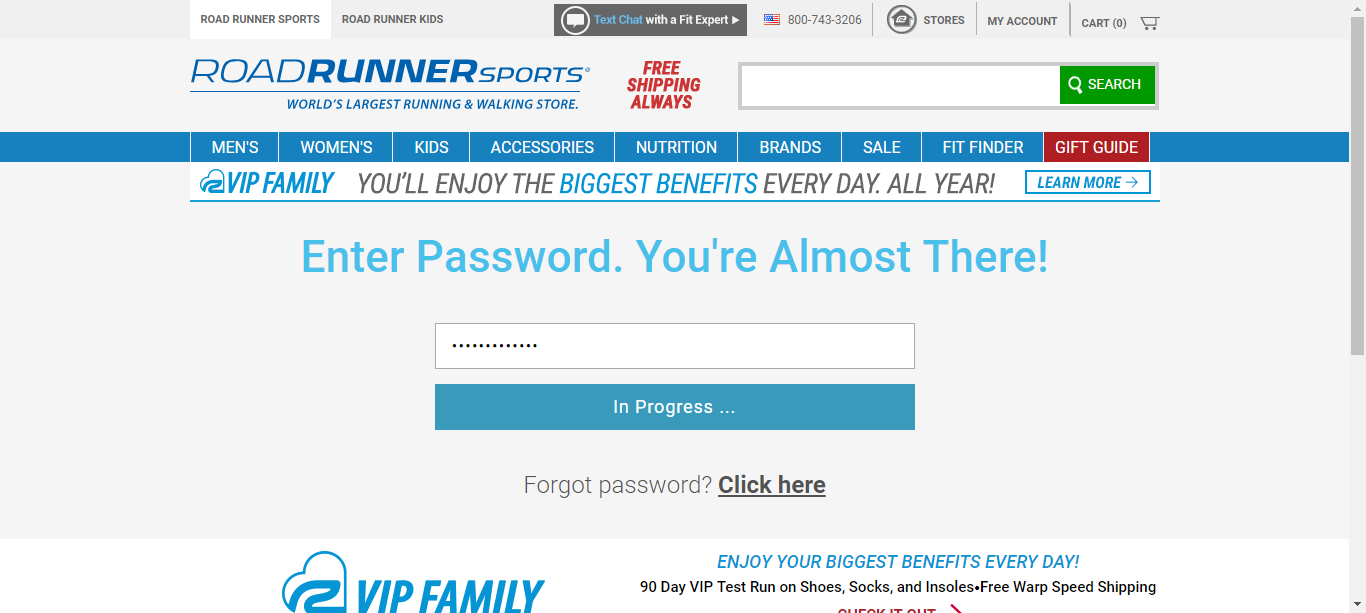 ROAD RUNNER SPORTS ROAD RUNNER KIDS Text Chat with a Fit Expert 800-743-3206 STORES MY ACCOUNT CART (0)
ROADRUNNERSPORTS®
WORLD'S LARGEST RUNNING & WALKING STORE.
FREE
SHIPPING
ALWAYS
SEARCH
MEN'S WOMEN'S KIDS ACCESSORIES NUTRITION BRANDS SALE FIT FINDER GIFT GUIDE
VIP FAMILY YOU'LL ENJOY THE BIGGEST BENEFITS EVERY DAY. ALL YEAR! LEARN MORE →
Enter Password. You're Almost There!
•••••••••••••
In Progress ...
Forgot password? Click here
VIP FAMILY
ENJOY YOUR BIGGEST BENEFITS EVERY DAY!
90 Day VIP Test Run on Shoes, Socks, and Insoles•Free Warp Speed Shipping
CHECK IT OUT